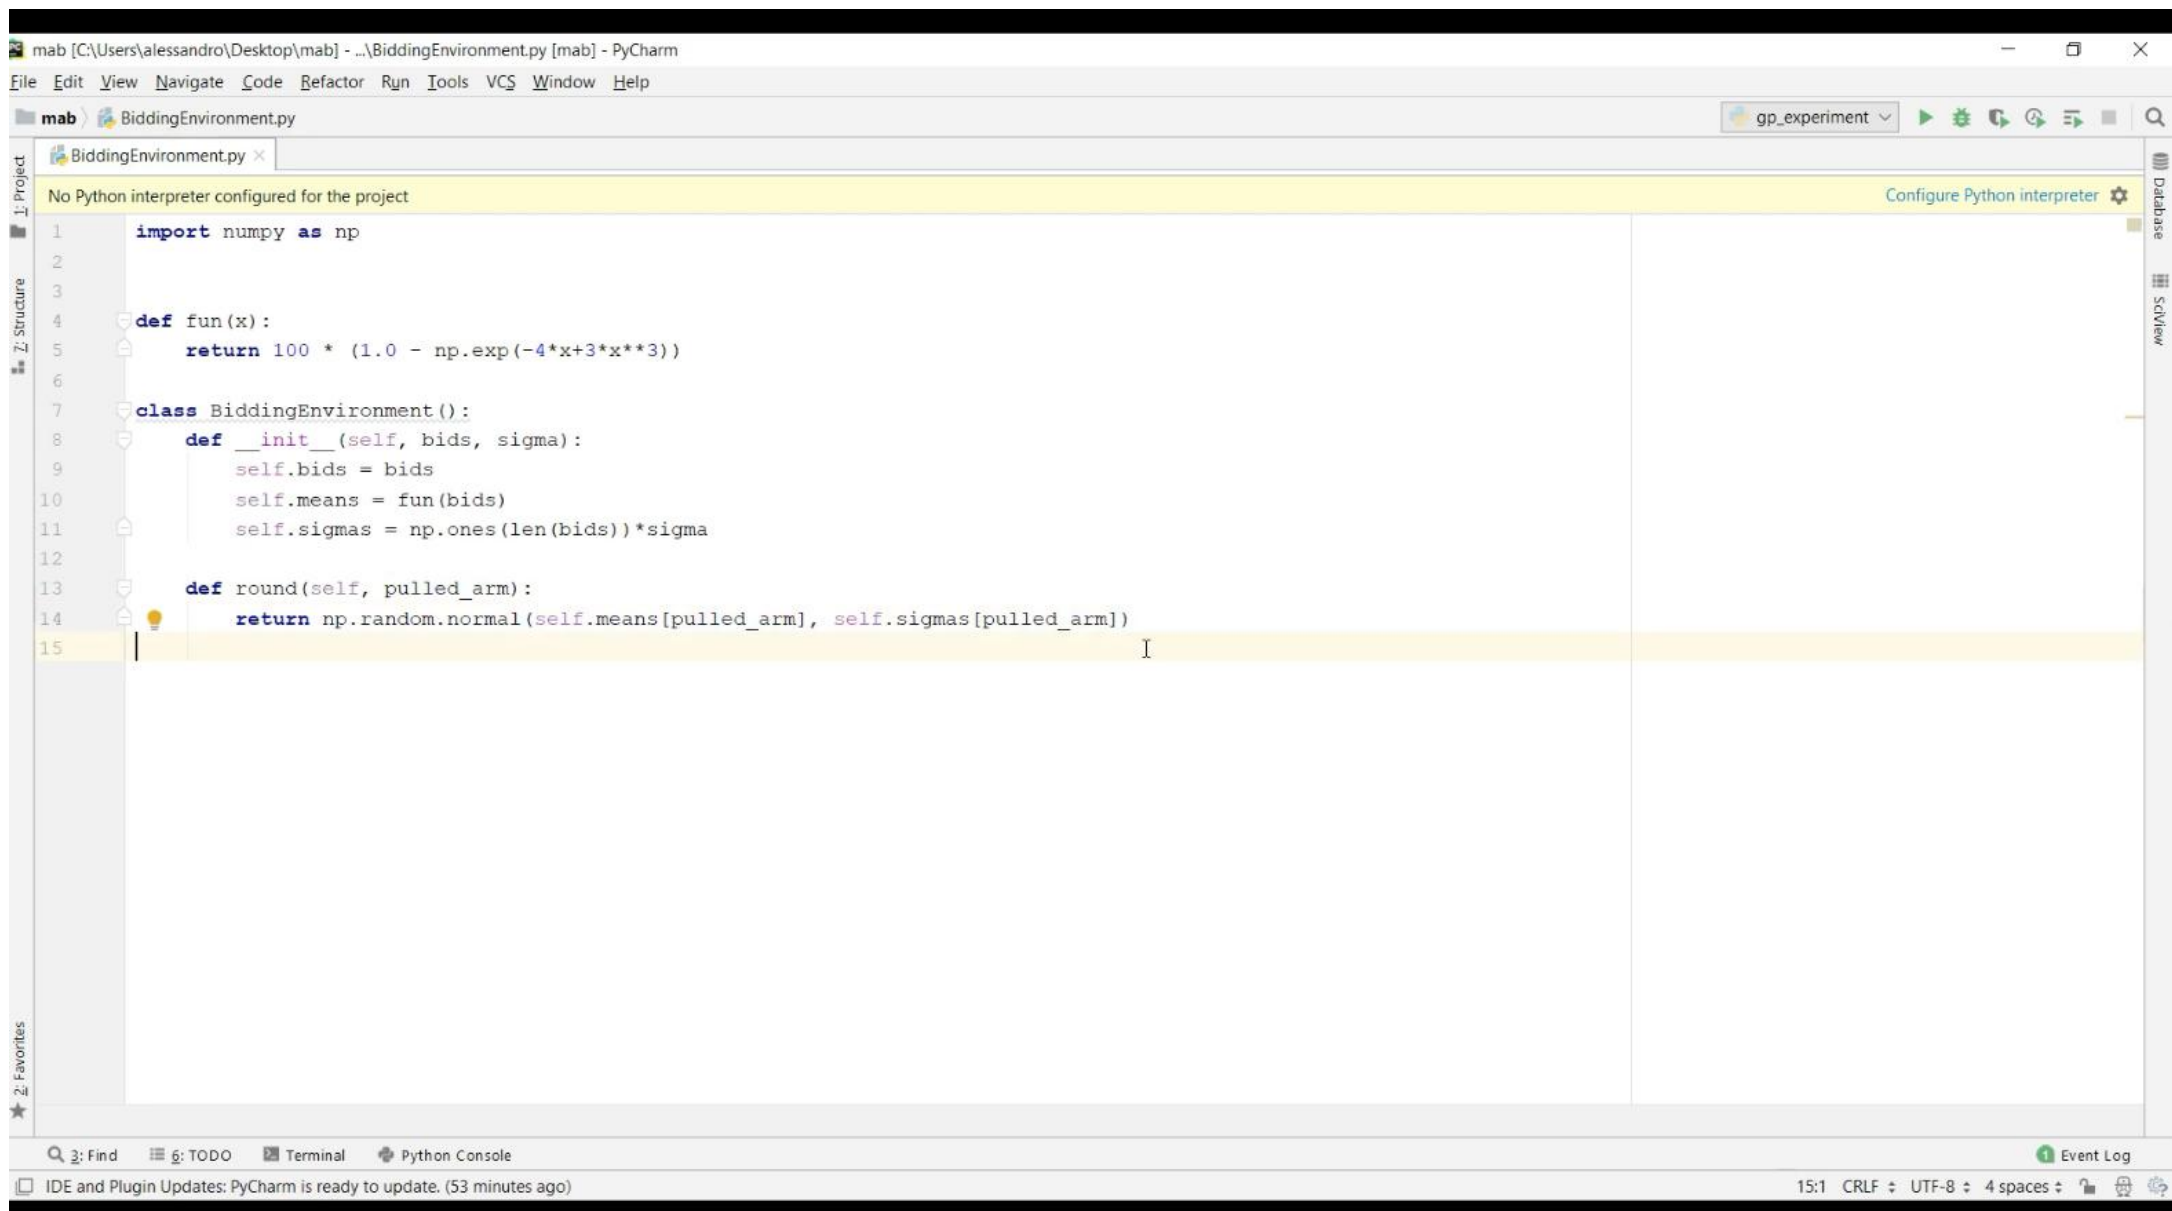 mab [C:\Users\alessandro\Desktop\mab] - ...\BiddingEnvironment.py [mab] - PyCharm
File Edit View Navigate Code Refactor Run Tools VCS Window Help
mab BiddingEnvironment.py gp_experiment
BiddingEnvironment.py
No Python interpreter configured for the project Configure Python interpreter
1 import numpy as np
2
3
4 def fun(x):
5     return 100 * (1.0 - np.exp(-4*x+3*x**3))
6
7 class BiddingEnvironment():
8     def __init__(self, bids, sigma):
9         self.bids = bids
10         self.means = fun(bids)
11         self.sigmas = np.ones(len(bids))*sigma
12
13     def round(self, pulled_arm):
14         return np.random.normal(self.means[pulled_arm], self.sigmas[pulled_arm])
15
1: Project
7: Structure
2: Favorites
Database
SciView
3: Find 6: TODO Terminal Python Console 1 Event Log
IDE and Plugin Updates: PyCharm is ready to update. (53 minutes ago) 15:1 CRLF UTF-8 4 spaces